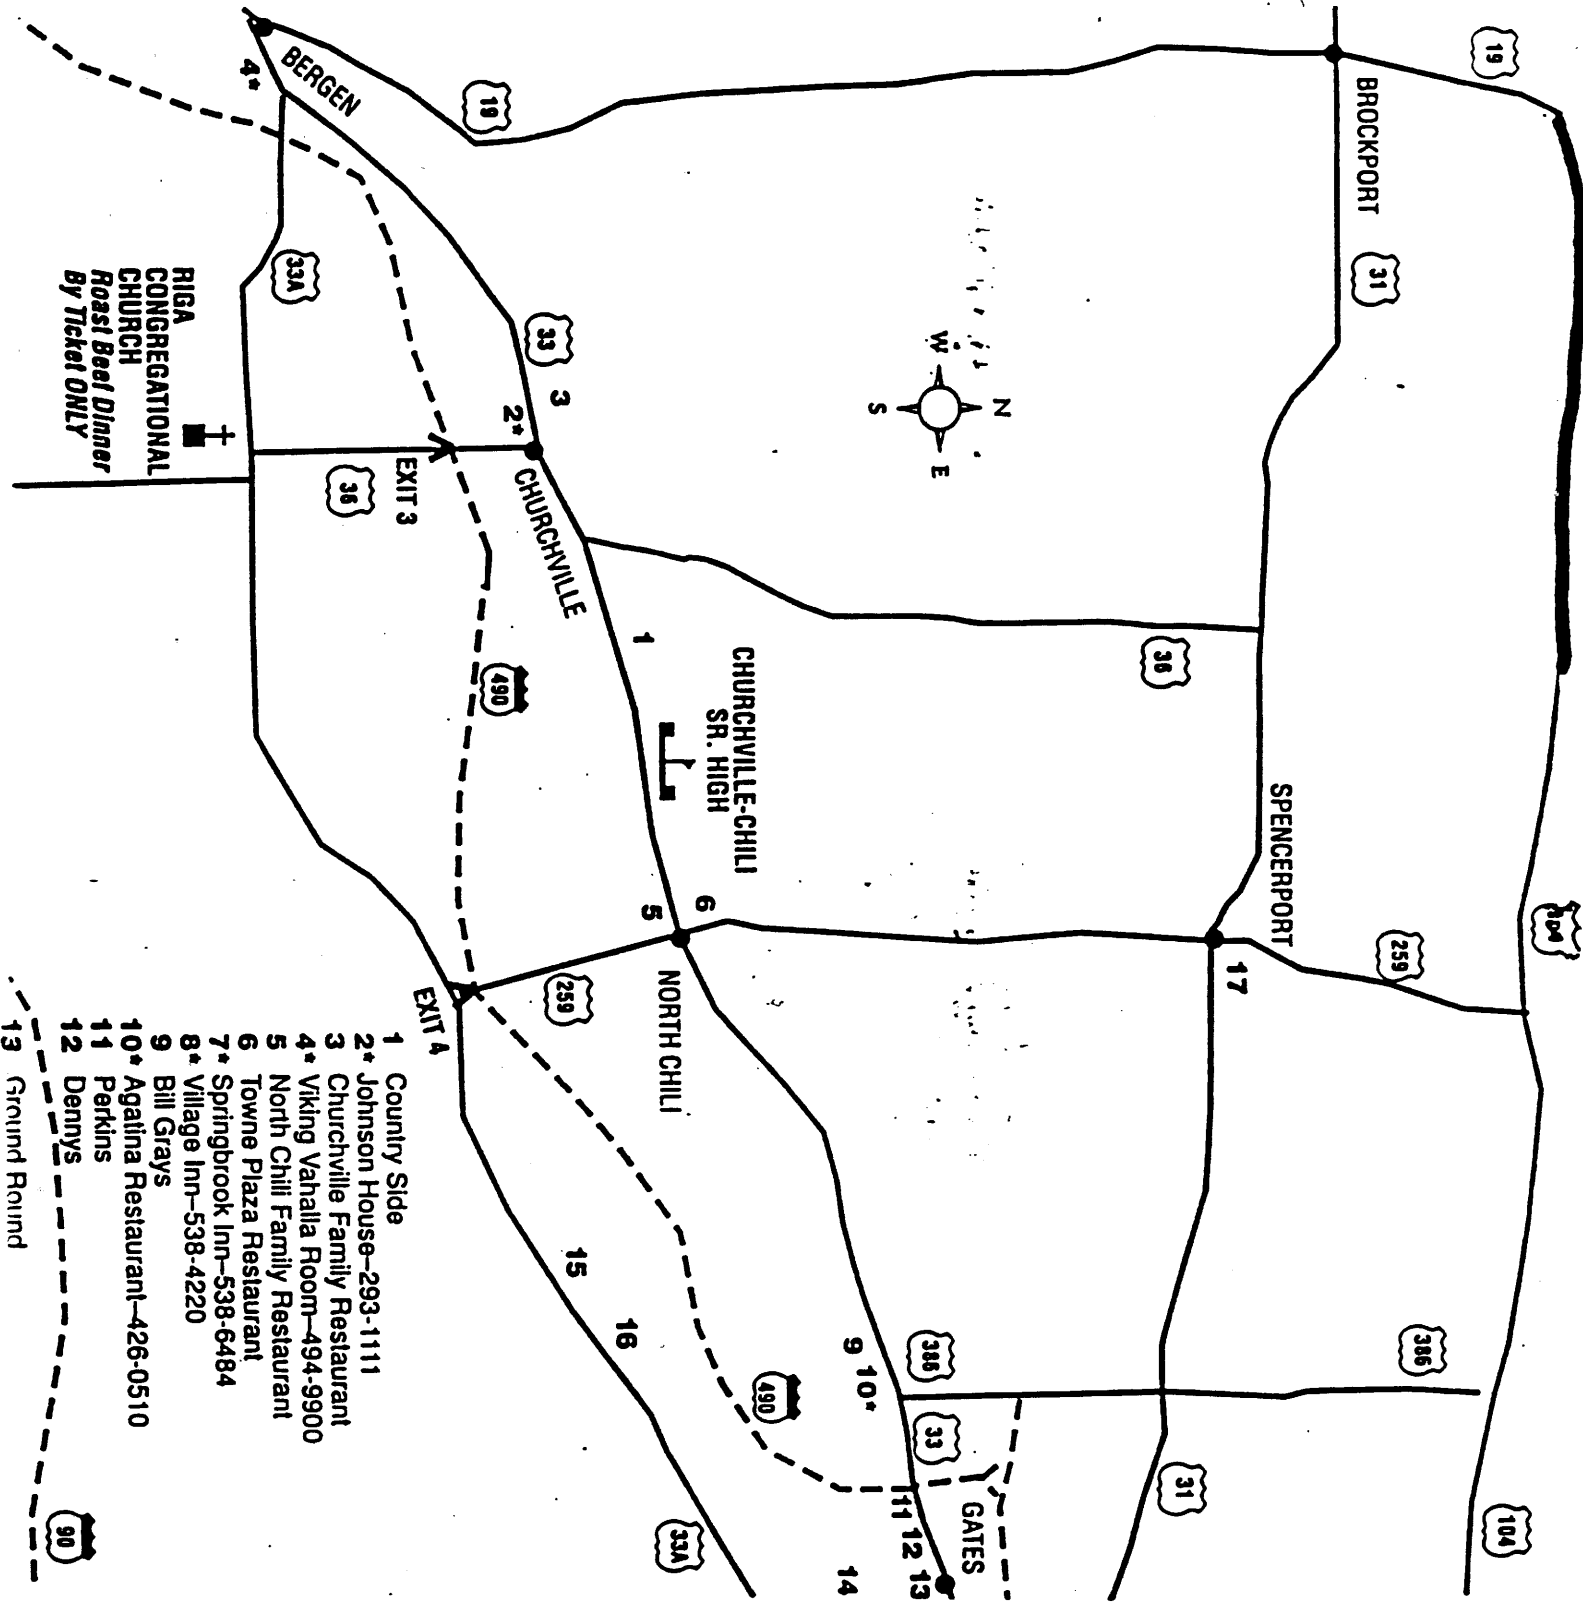 19
BROCKPORT
31
104
19
BERGEN
4*
33A
33
3
2*
W
N
S
E
RIGA
CONGREGATIONAL
CHURCH
Roast Beef Dinner
By Ticket ONLY
EXIT 3
36
CHURCHVILLE
1
36
490
CHURCHVILLE-CHILI
SR. HIGH
SPENCERPORT
259
17
6
5
NORTH CHILI
259
EXIT 4
15
16
9
10*
386
386
33
490
31
104
GATES
11
12
13
14
33A
90
1 Country Side
2* Johnson House–293-1111
3 Churchville Family Restaurant
4* Viking Vahalla Room–494-9900
5 North Chili Family Restaurant
6 Towne Plaza Restaurant
7* Springbrook Inn–538-6484
8* Village Inn–538-4220
9 Bill Grays
10* Agatina Restaurant–426-0510
11 Perkins
12 Dennys
13 Ground Round